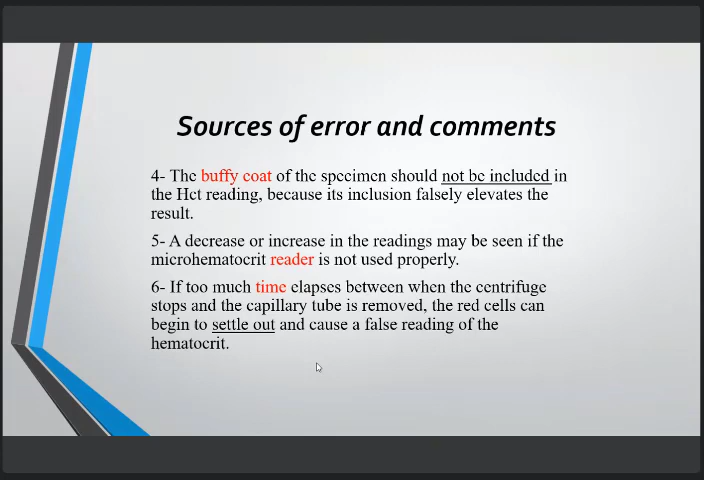 Sources of error and comments
4- The buffy coat of the specimen should not be included in
the Hct reading, because its inclusion falsely elevates the
result.
5- A decrease or increase in the readings may be seen if the
microhematocrit reader is not used properly.
6- If too much time elapses between when the centrifuge
stops and the capillary tube is removed, the red cells can
begin to settle out and cause a false reading of the
hematocrit.